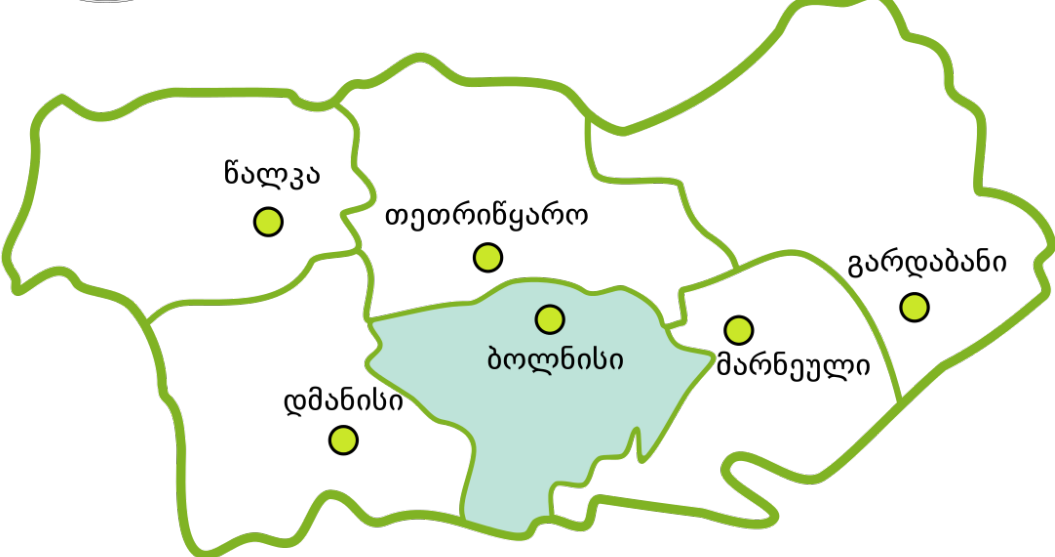 წალკა
თეთრიწყარო
გარდაბანი
ბოლნისი
მარნეული
დმანისი